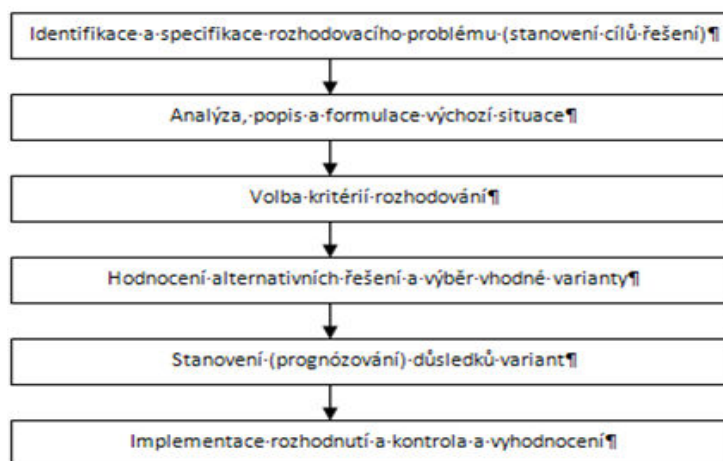 Identifikace·a·specifikace·rozhodovacího·problému·(stanovení·cílů·řešení)¶
Analýza,·popis·a·formulace·výchozí·situace¶
Volba·kritérií·rozhodování¶
Hodnocení·alternativních·řešení·a·výběr·vhodné·varianty¶
Stanovení·(prognózování)·důsledků·variant¶
Implementace·rozhodnutí·a·kontrola·a·vyhodnocení¶